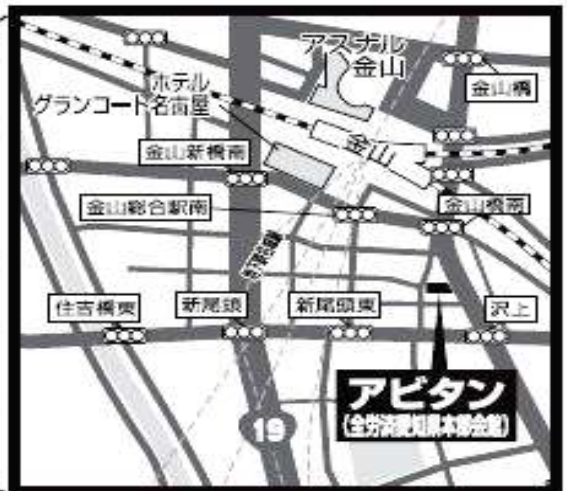 アスナル
金山
金山橋
ホテル
グランコート名古屋
金山
金山新橋南
金山総合駅南
金山橋南
住吉橋東
新尾頭
新尾頭東
沢上
アビタン
(全労済愛知県本部会館)
19